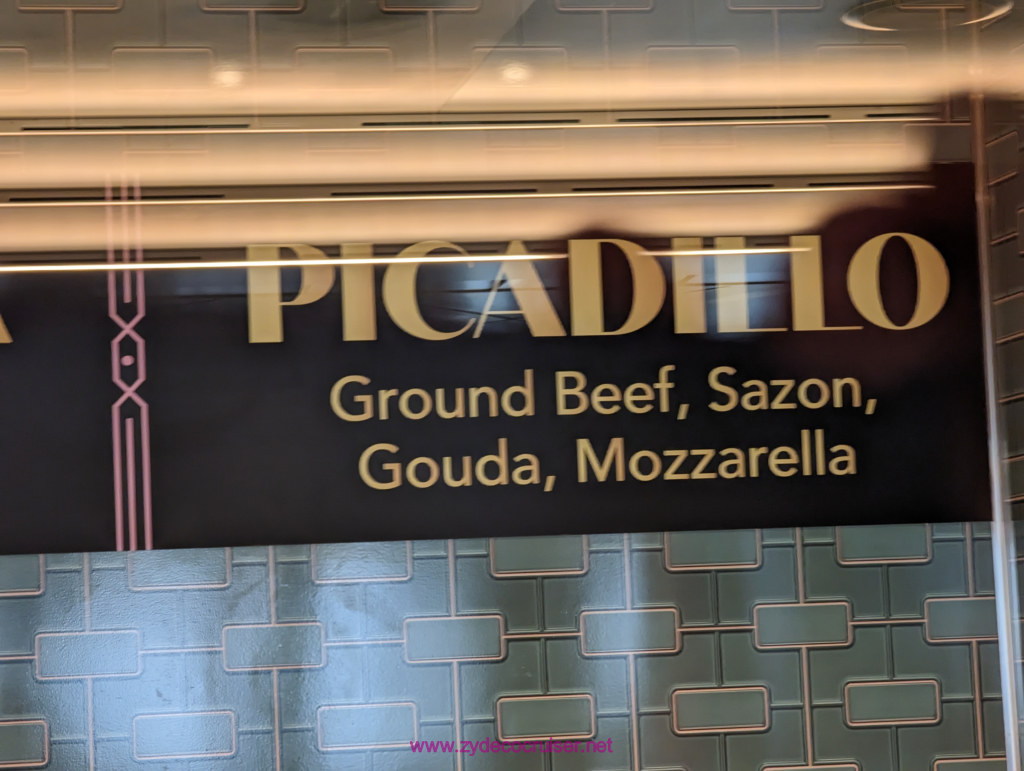 PICADILLO
Ground Beef, Sazon,
Gouda, Mozzarella
www.zydecocruiser.net